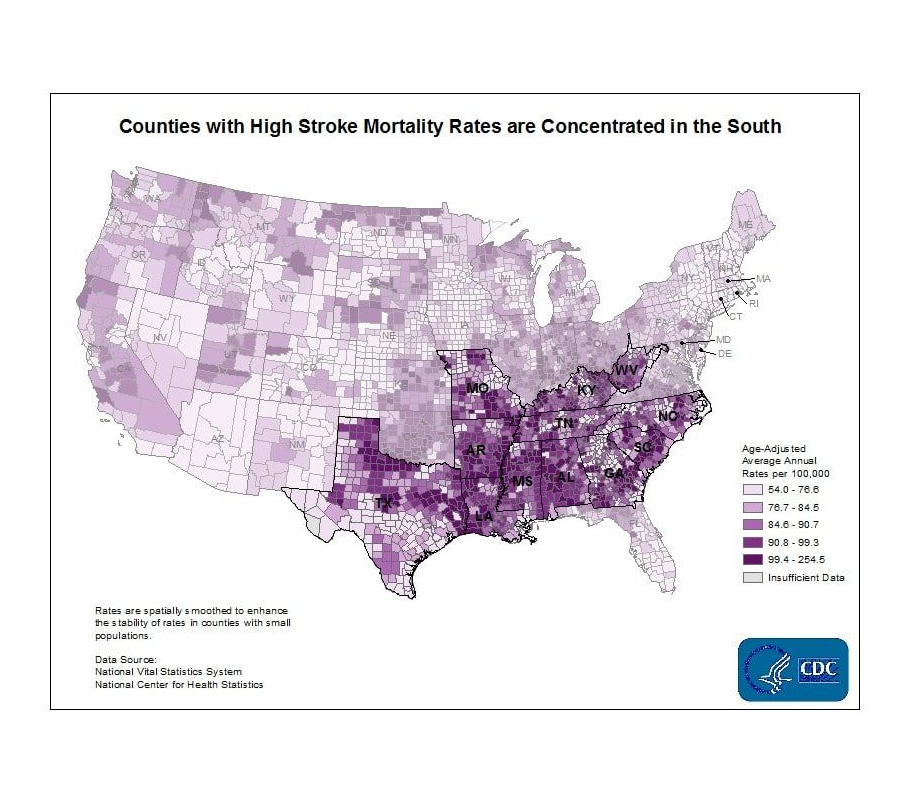 Counties with High Stroke Mortality Rates are Concentrated in the South
WA
MT
ND
MN
ME
OR
ID
SD
WI
MI
NY
VT
NH
MA
RI
CT
WY
IA
PA
NV
NE
IL
OH
MD
DE
UT
CO
CA
KS
MO
KY
WV
AZ
NM
OK
AR
TN
NC
SC
TX
MS
AL
GA
LA
FL
Age-Adjusted
Average Annual
Rates per 100,000
54.0 - 76.6
76.7 - 84.5
84.6 - 90.7
90.8 - 99.3
99.4 - 254.5
Insufficient Data
Rates are spatially smoothed to enhance
the stability of rates in counties with small
populations.
Data Source:
National Vital Statistics System
National Center for Health Statistics
CDC